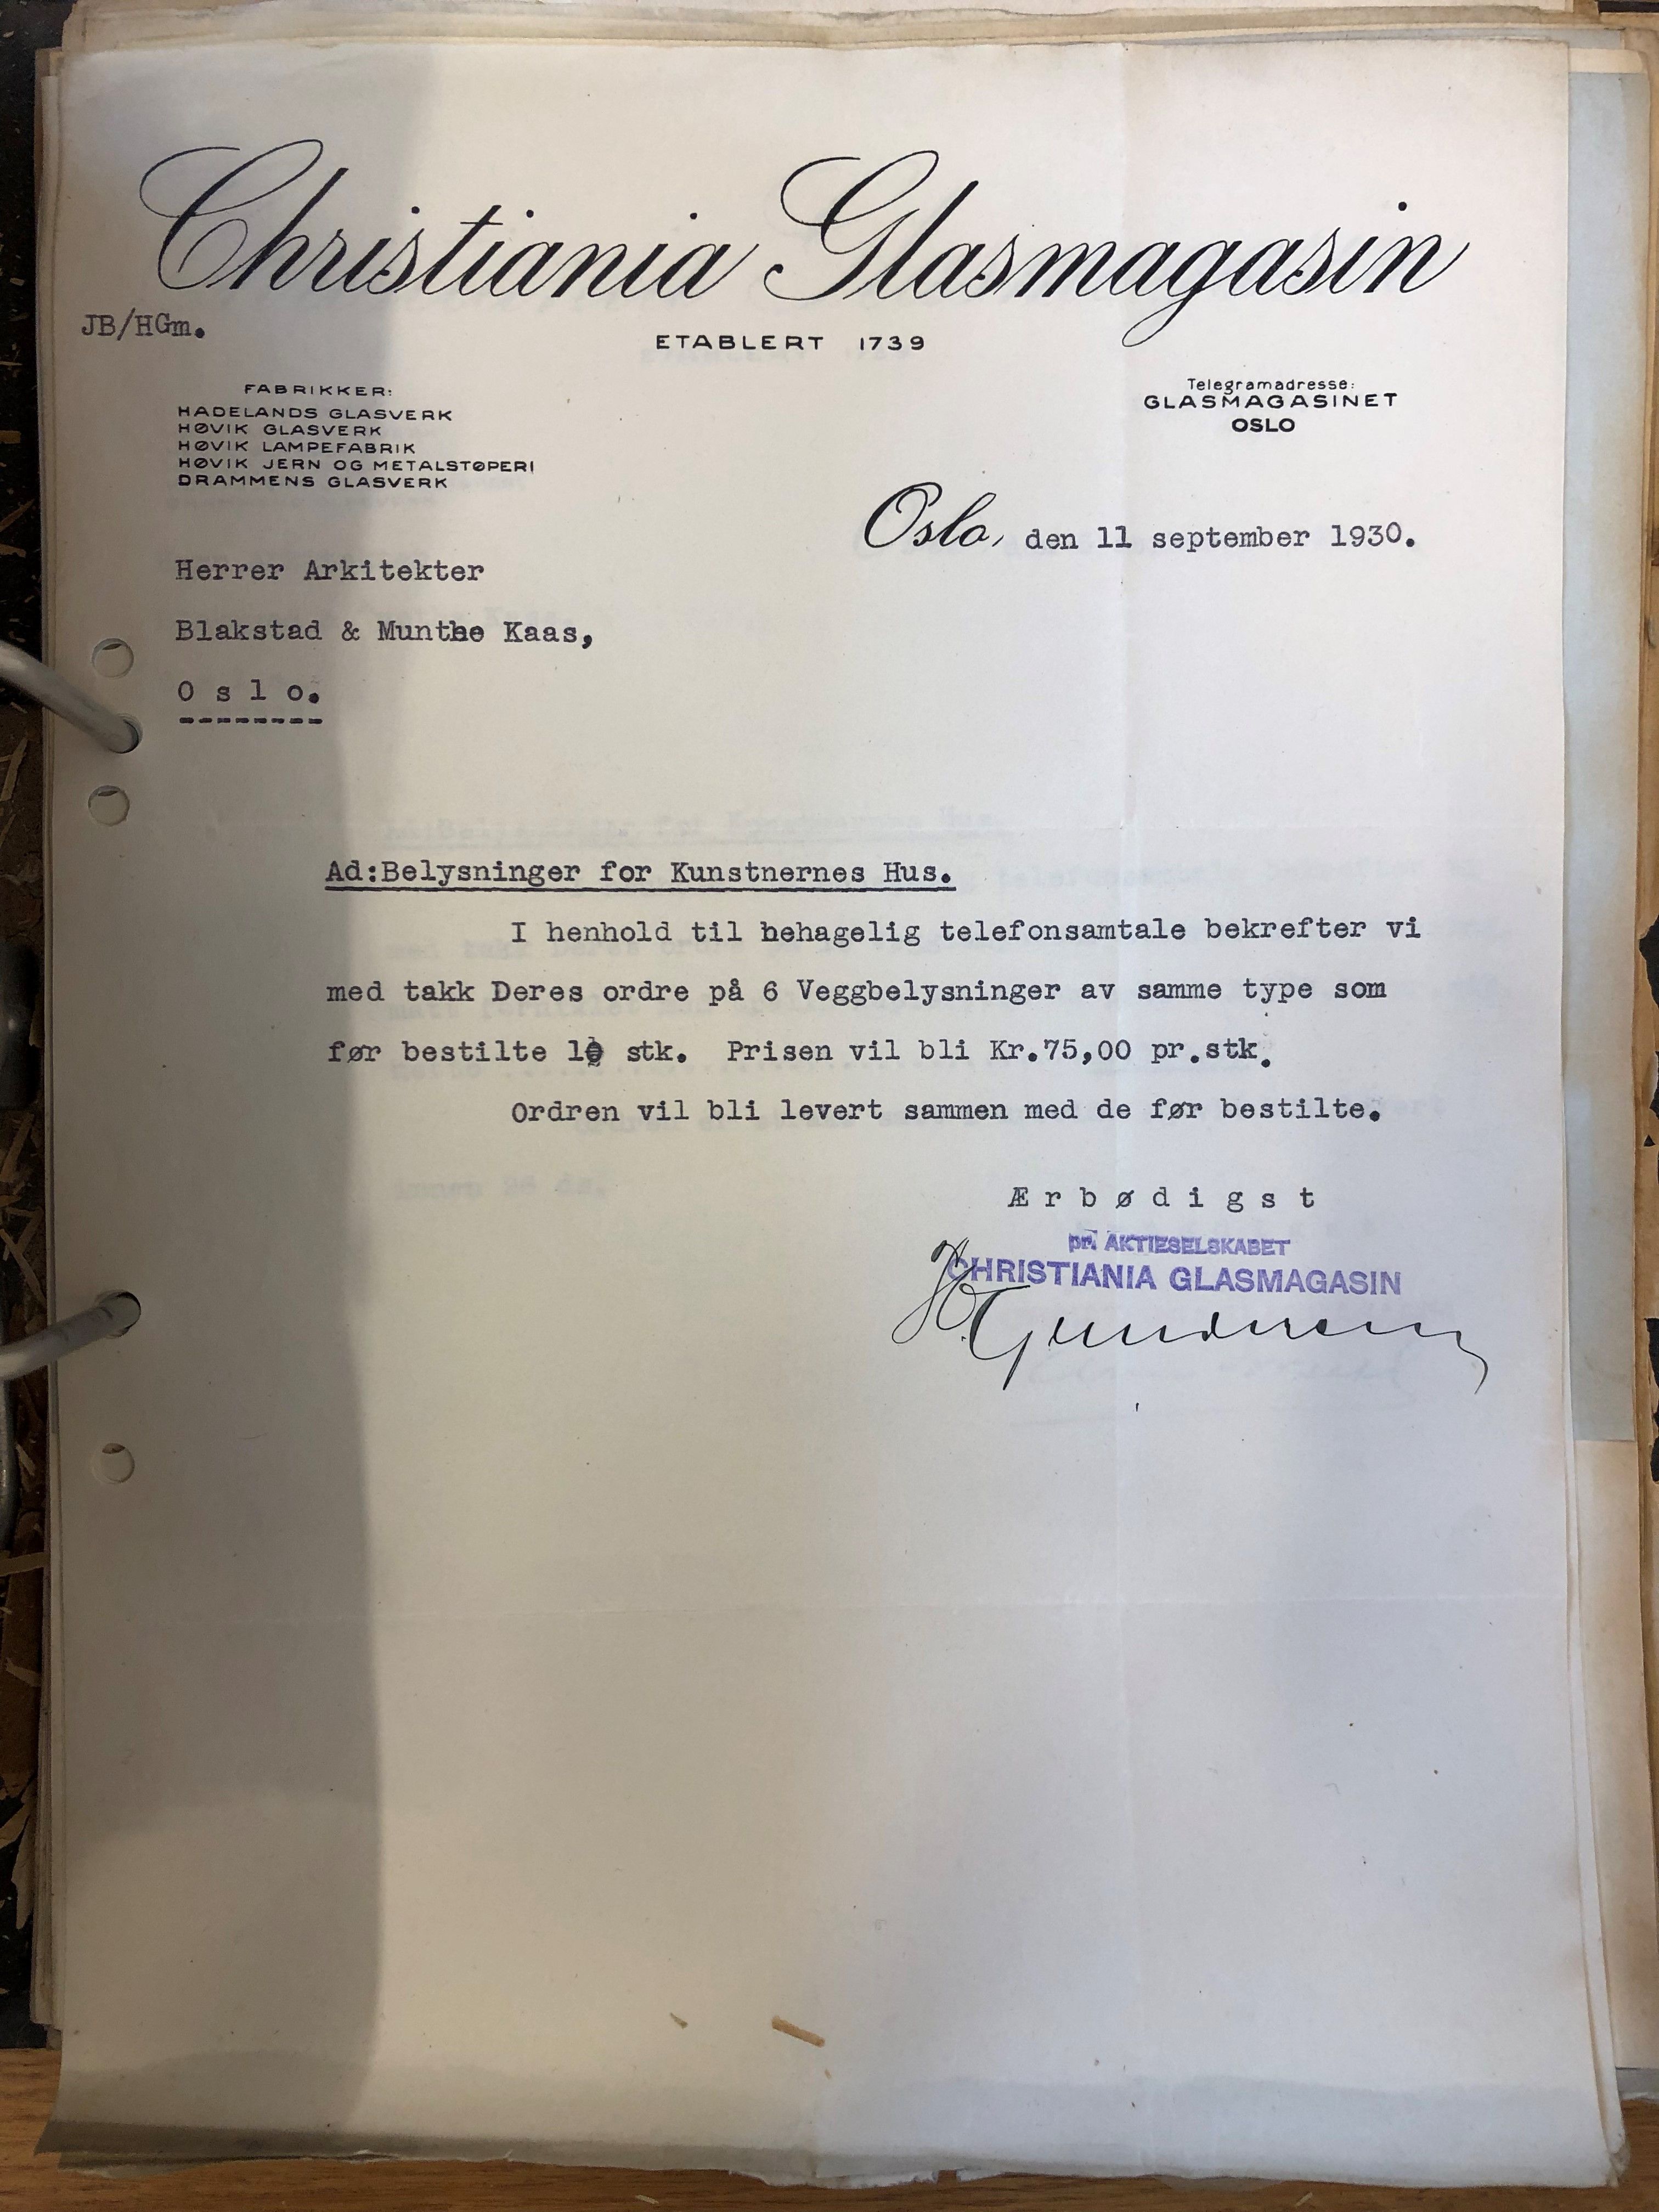 Christiania Glasmagasin
JB/HGm.
ETABLERT 1739
FABRIKKER:
HADELANDS GLASVERK
HØVIK GLASVERK
HØVIK LAMPEFABRIK
HØVIK JERN OG METALSTØPERI
DRAMMENS GLASVERK
Telegramadresse:
GLASMAGASINET
OSLO
Oslo, den 11 september 1930.
Herrer Arkitekter
Blakstad & Munthe Kaas,
O s l o.
--------
Ad:Belysninger for Kunstnernes Hus.
I henhold til behagelig telefonsamtale bekrefter vi
med takk Deres ordre på 6 Veggbelysninger av samme type som
før bestilte stk. Prisen vil bli Kr.75,00 pr.stk.
Ordren vil bli levert sammen med de før bestilte.
Æ r b ø d i g s t
pr. AKTIESELSKABET
CHRISTIANIA GLASMAGASIN